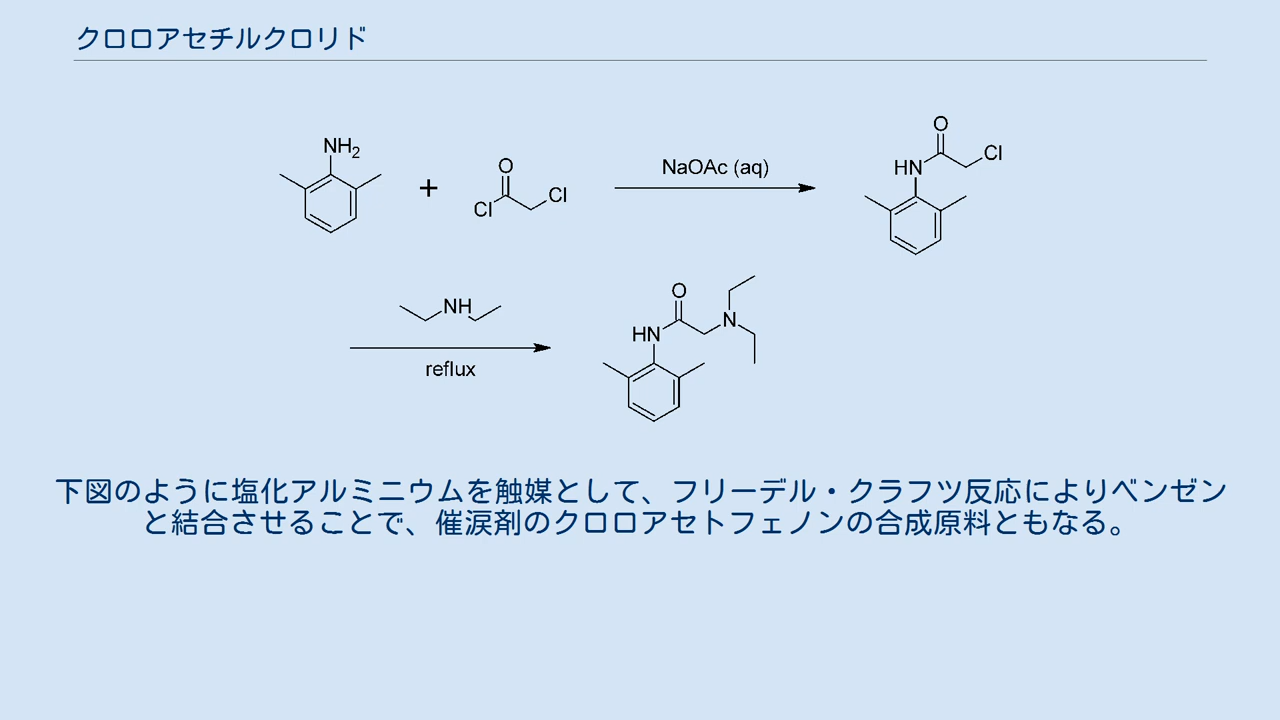 クロロアセチルクロリド
NH2
O
Cl
Cl
+
NaOAc (aq)
O
Cl
HN
NH
reflux
O
HN
N
下図のように塩化アルミニウムを触媒として、フリーデル・クラフツ反応によりベンゼン
と結合させることで、催涙剤のクロロアセトフェノンの合成原料ともなる。